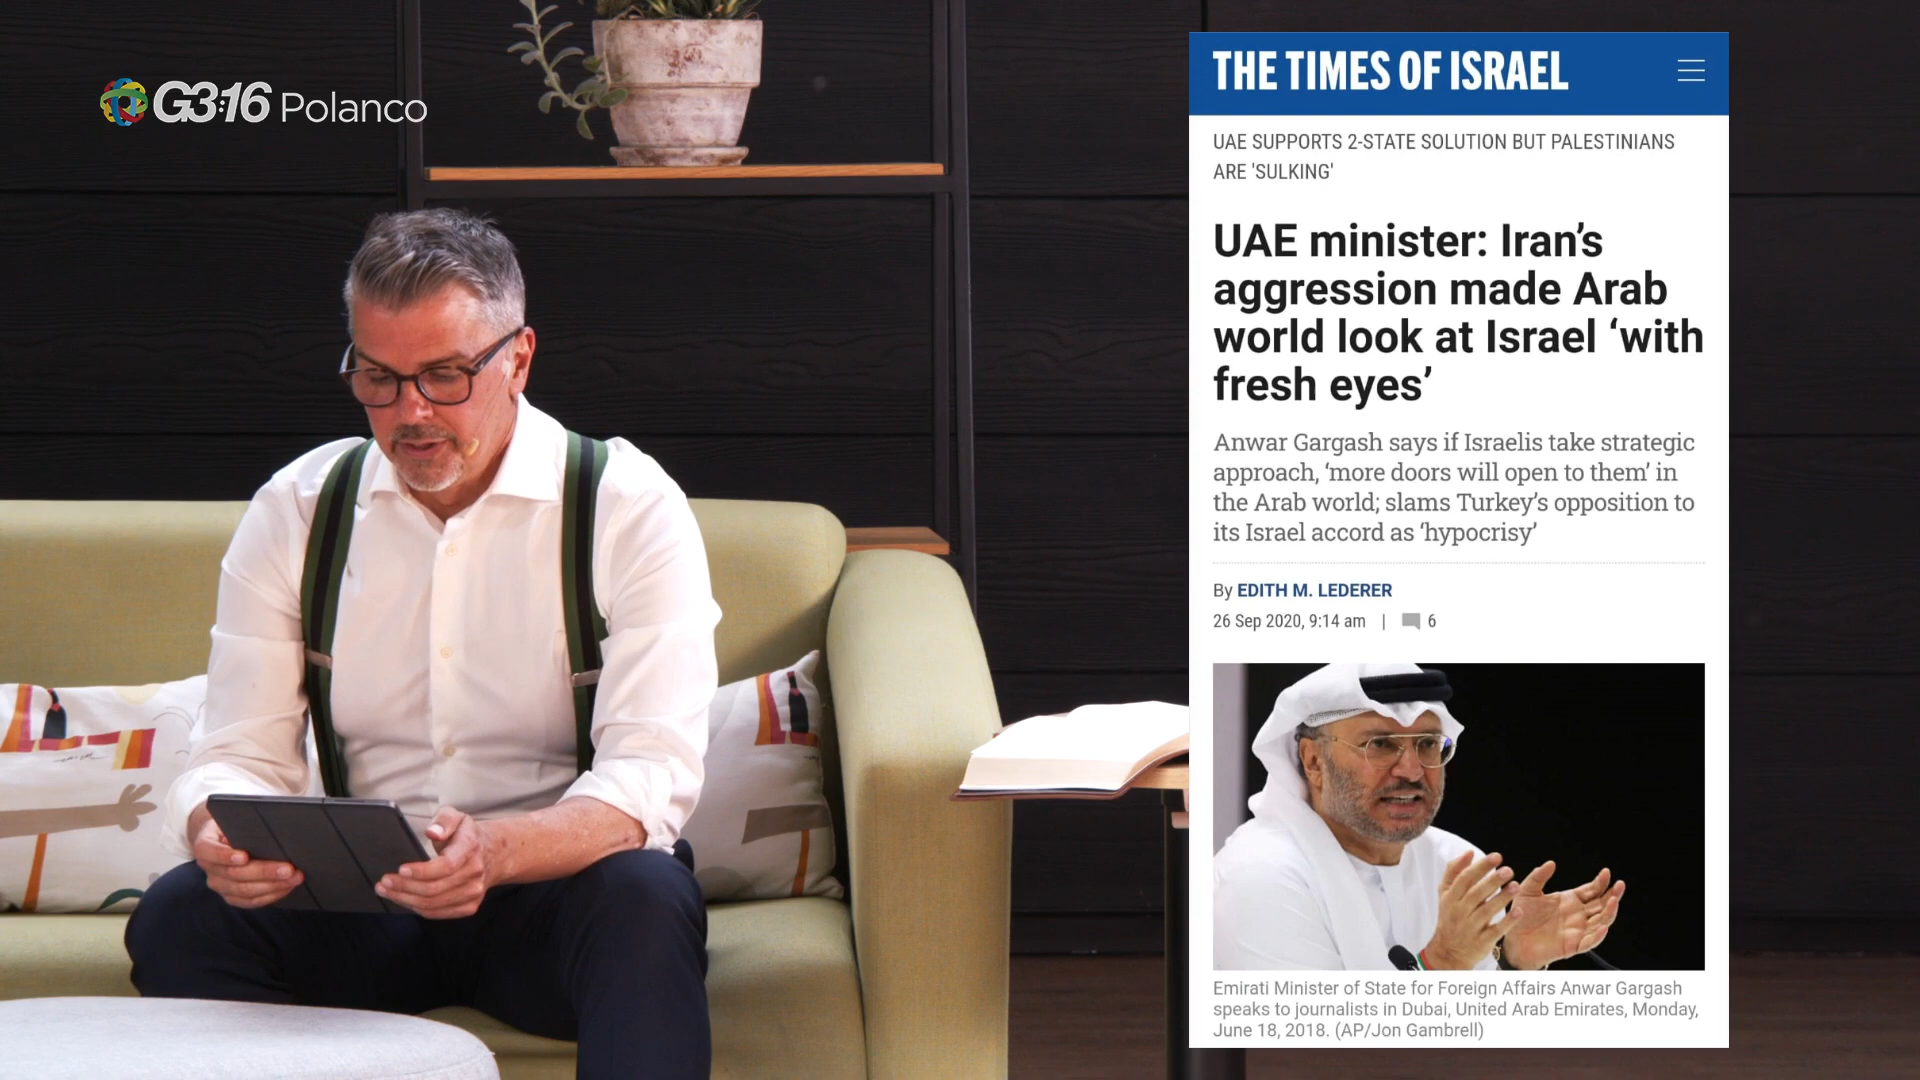 G3:16 Polanco
THE TIMES OF ISRAEL
UAE SUPPORTS 2-STATE SOLUTION BUT PALESTINIANS
ARE 'SULKING'
UAE minister: Iran’s
aggression made Arab
world look at Israel ‘with
fresh eyes’
Anwar Gargash says if Israelis take strategic
approach, ‘more doors will open to them’ in
the Arab world; slams Turkey’s opposition to
its Israel accord as ‘hypocrisy’
By EDITH M. LEDERER
26 Sep 2020, 9:14 am | 6
Emirati Minister of State for Foreign Affairs Anwar Gargash
speaks to journalists in Dubai, United Arab Emirates, Monday,
June 18, 2018. (AP/Jon Gambrell)